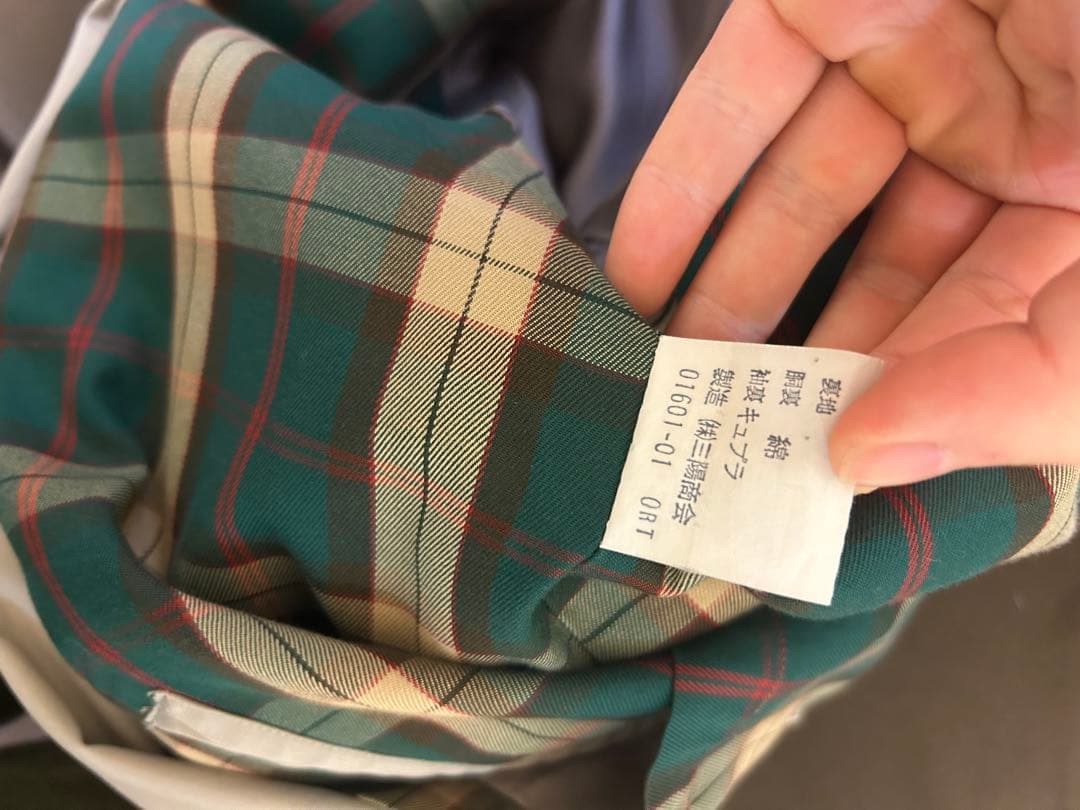 裏地
胴裏 綿
袖裏 キュプラ
製造 ㈱三陽商会
01601-01 ORT